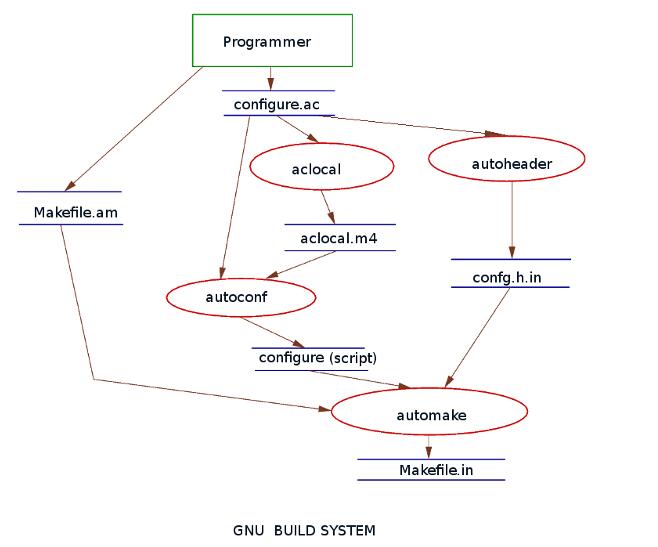 Programmer
configure.ac
aclocal
autoheader
Makefile.am
aclocal.m4
confg.h.in
autoconf
configure (script)
automake
Makefile.in
GNU BUILD SYSTEM